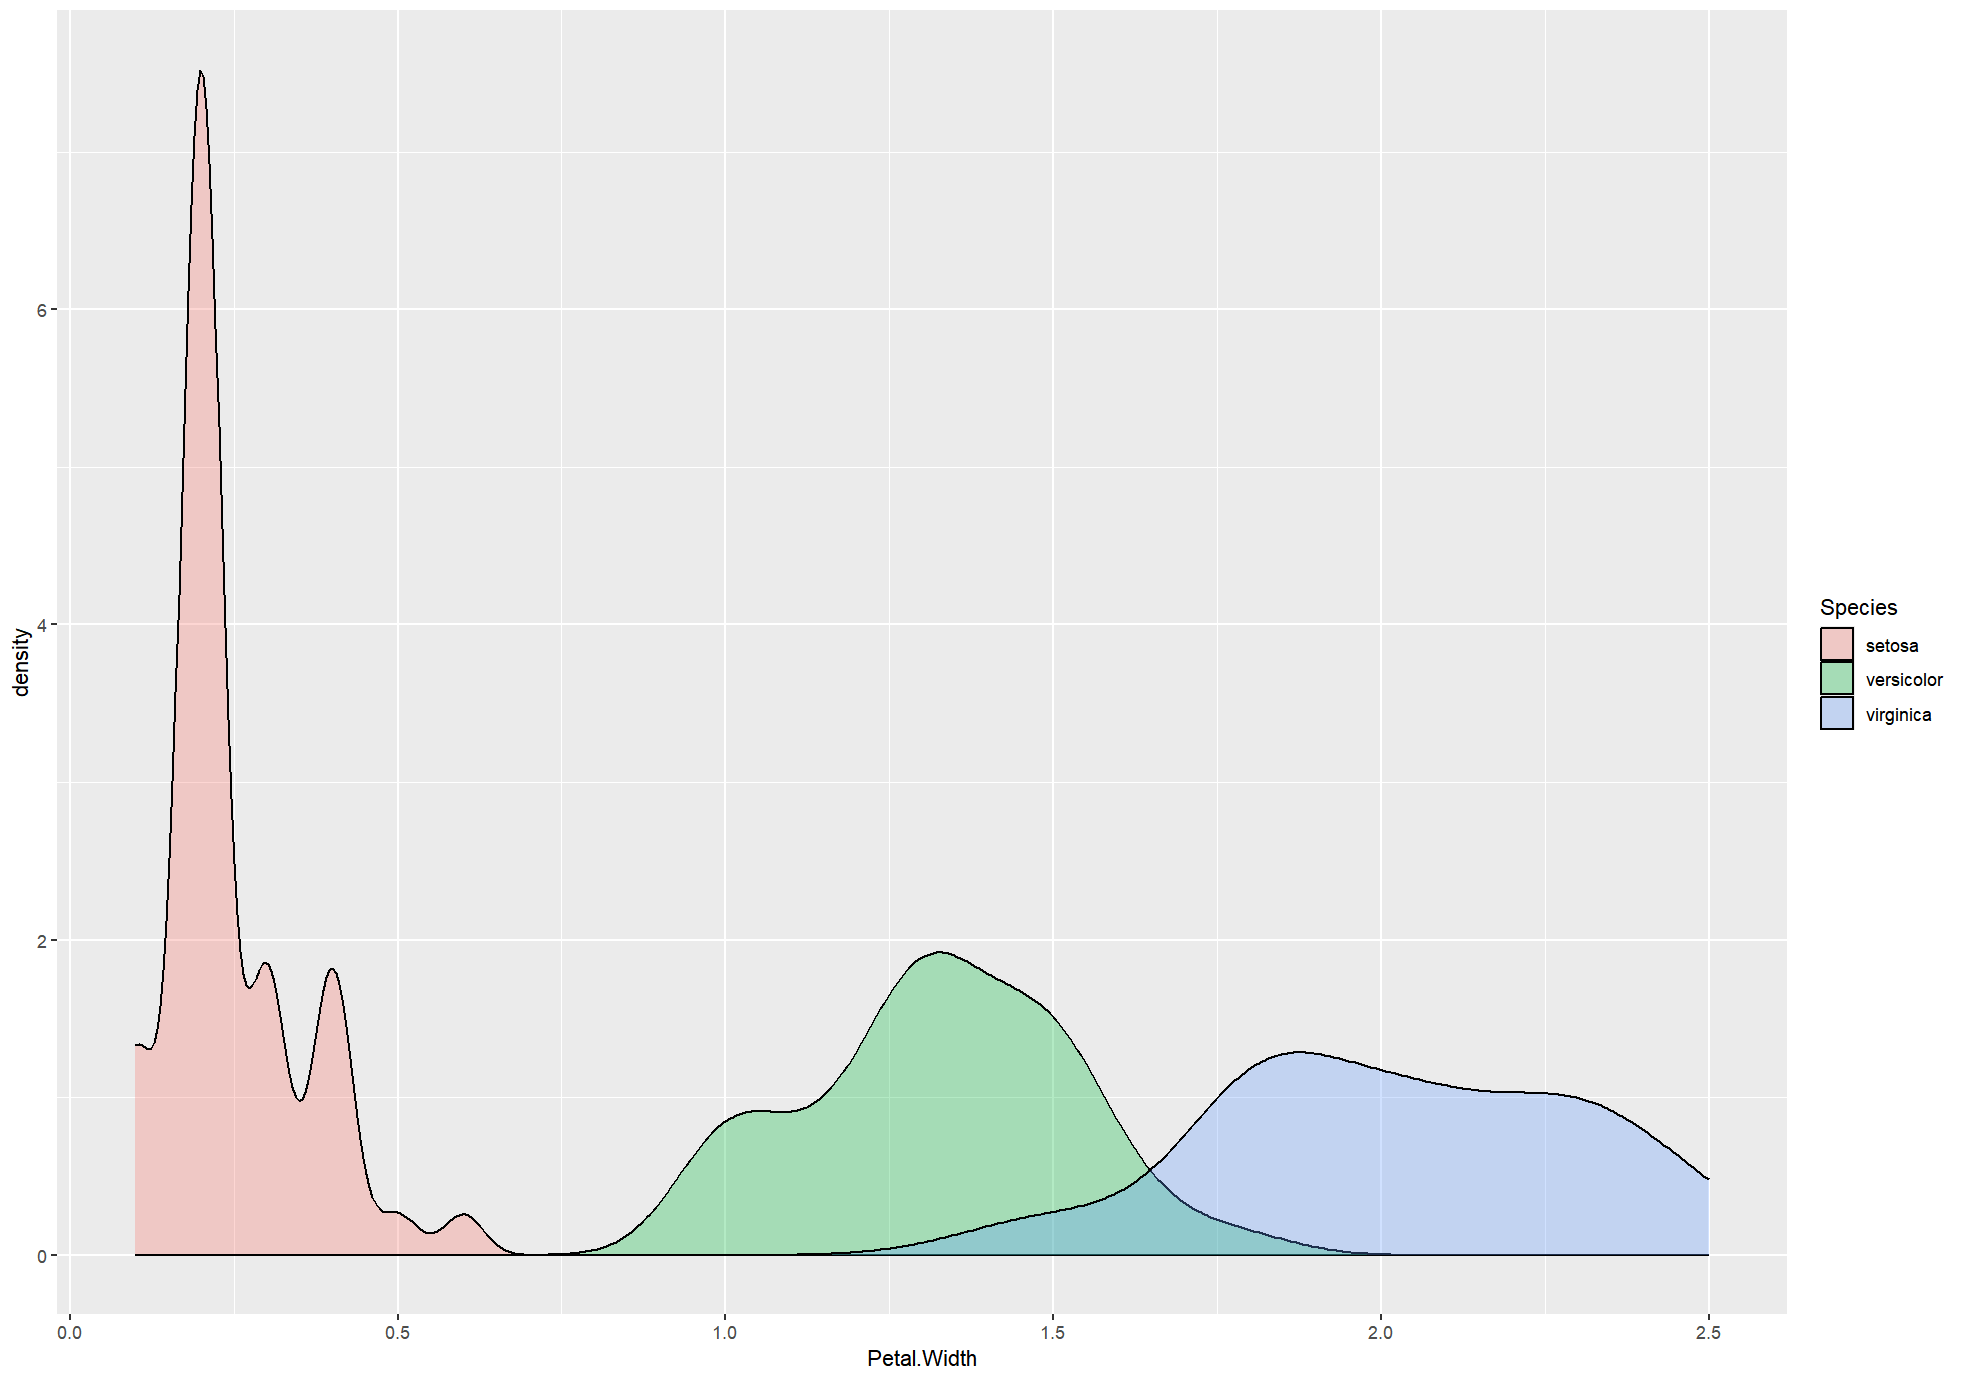 6
4
2
0
density
0.0 0.5 1.0 1.5 2.0 2.5
Petal.Width
Species
setosa
versicolor
virginica